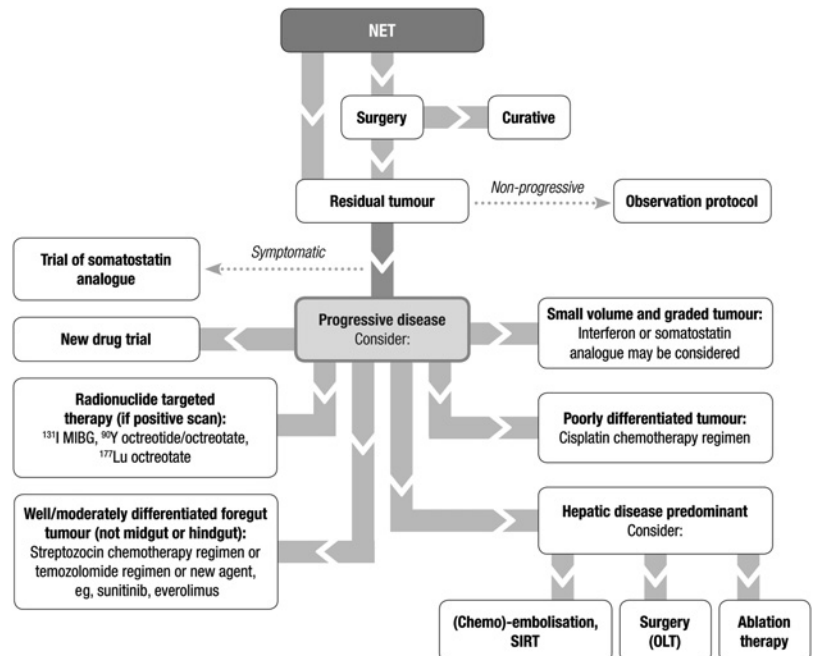 NET
Surgery
Curative
Residual tumour
Non-progressive
Observation protocol
Trial of somatostatin
analogue
Symptomatic
Progressive disease
Consider:
New drug trial
Small volume and graded tumour:
Interferon or somatostatin
analogue may be considered
Radionuclide targeted
therapy (if positive scan):
¹³¹I MIBG, ⁹⁰Y octreotide/octreotate,
¹⁷⁷Lu octreotate
Poorly differentiated tumour:
Cisplatin chemotherapy regimen
Well/moderately differentiated foregut
tumour (not midgut or hindgut):
Streptozocin chemotherapy regimen or
temozolomide regimen or new agent,
eg, sunitinib, everolimus
Hepatic disease predominant
Consider:
(Chemo)-embolisation,
SIRT
Surgery
(OLT)
Ablation
therapy